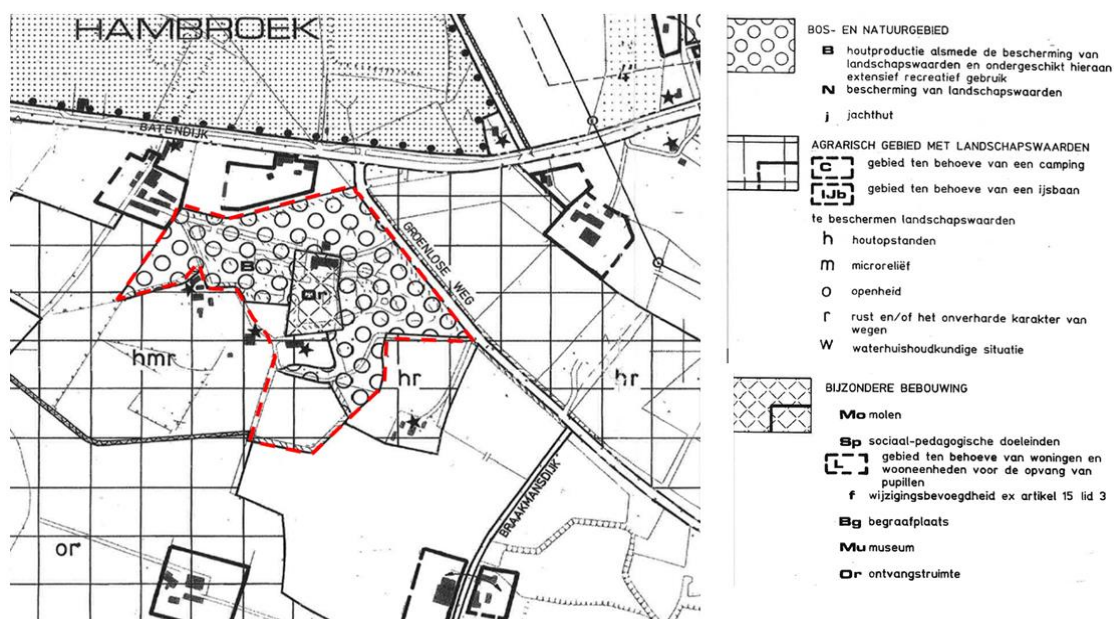 HAMBROEK
BATENDIJK
GROENLOSE WEG
B
Or
hmr
hr
hr
or
BRAAKMANSDIJK
BOS- EN NATUURGEBIED
B houtproductie alsmede de bescherming van
landschapswaarden en ondergeschikt hieraan
extensief recreatief gebruik
N bescherming van landschapswaarden
j jachthut
AGRARISCH GEBIED MET LANDSCHAPSWAARDEN
C gebied ten behoeve van een camping
IJb gebied ten behoeve van een ijsbaan
te beschermen landschapswaarden
h houtopstanden
m microreliëf
o openheid
r rust en/of het onverharde karakter van
wegen
w waterhuishoudkundige situatie
BIJZONDERE BEBOUWING
Mo molen
Sp sociaal-pedagogische doeleinden
L gebied ten behoeve van woningen en
wooneenheden voor de opvang van
pupillen
f wijzigingsbevoegdheid ex artikel 15 lid 3
Bg begraafplaats
Mu museum
Or ontvangstruimte